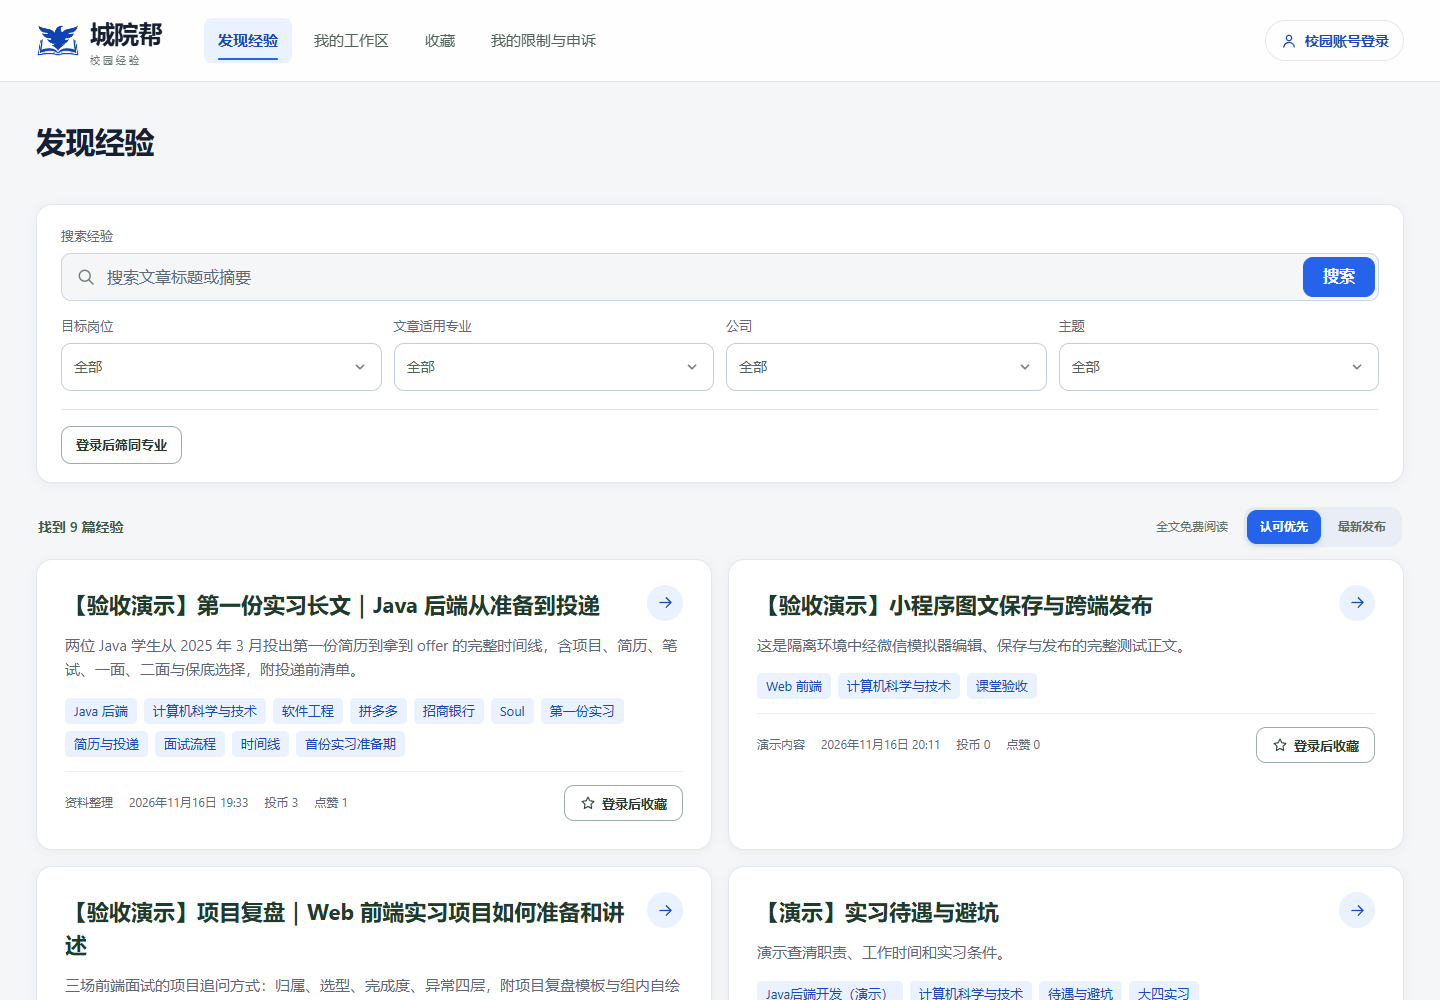 城院帮
校园经验
发现经验
我的工作区
收藏
我的限制与申诉
校园账号登录
发现经验
搜索经验
搜索文章标题或摘要
搜索
目标岗位
文章适用专业
公司
主题
全部
全部
全部
全部
登录后筛同专业
找到 9 篇经验
全文免费阅读
认可优先
最新发布
【验收演示】第一份实习长文｜Java 后端从准备到投递
两位 Java 学生从 2025 年 3 月投出第一份简历到拿到 offer 的完整时间线，含项目、简历、笔
试、一面、二面与保底选择，附投递前清单。
Java 后端
计算机科学与技术
软件工程
拼多多
招商银行
Soul
第一份实习
简历与投递
面试流程
时间线
首份实习准备期
资料整理
2026年11月16日 19:33
投币 3
点赞 1
登录后收藏
【验收演示】小程序图文保存与跨端发布
这是隔离环境中经微信模拟器编辑、保存与发布的完整测试正文。
Web 前端
计算机科学与技术
课堂验收
演示内容
2026年11月16日 20:11
投币 0
点赞 0
登录后收藏
【验收演示】项目复盘｜Web 前端实习项目如何准备和讲
述
三场前端面试的项目追问方式：归属、选型、完成度、异常四层，附项目复盘模板与组内自绘
【演示】实习待遇与避坑
演示查清职责、工作时间和实习条件。
Java后端开发（演示）
计算机科学与技术
待遇与避坑
大四实习